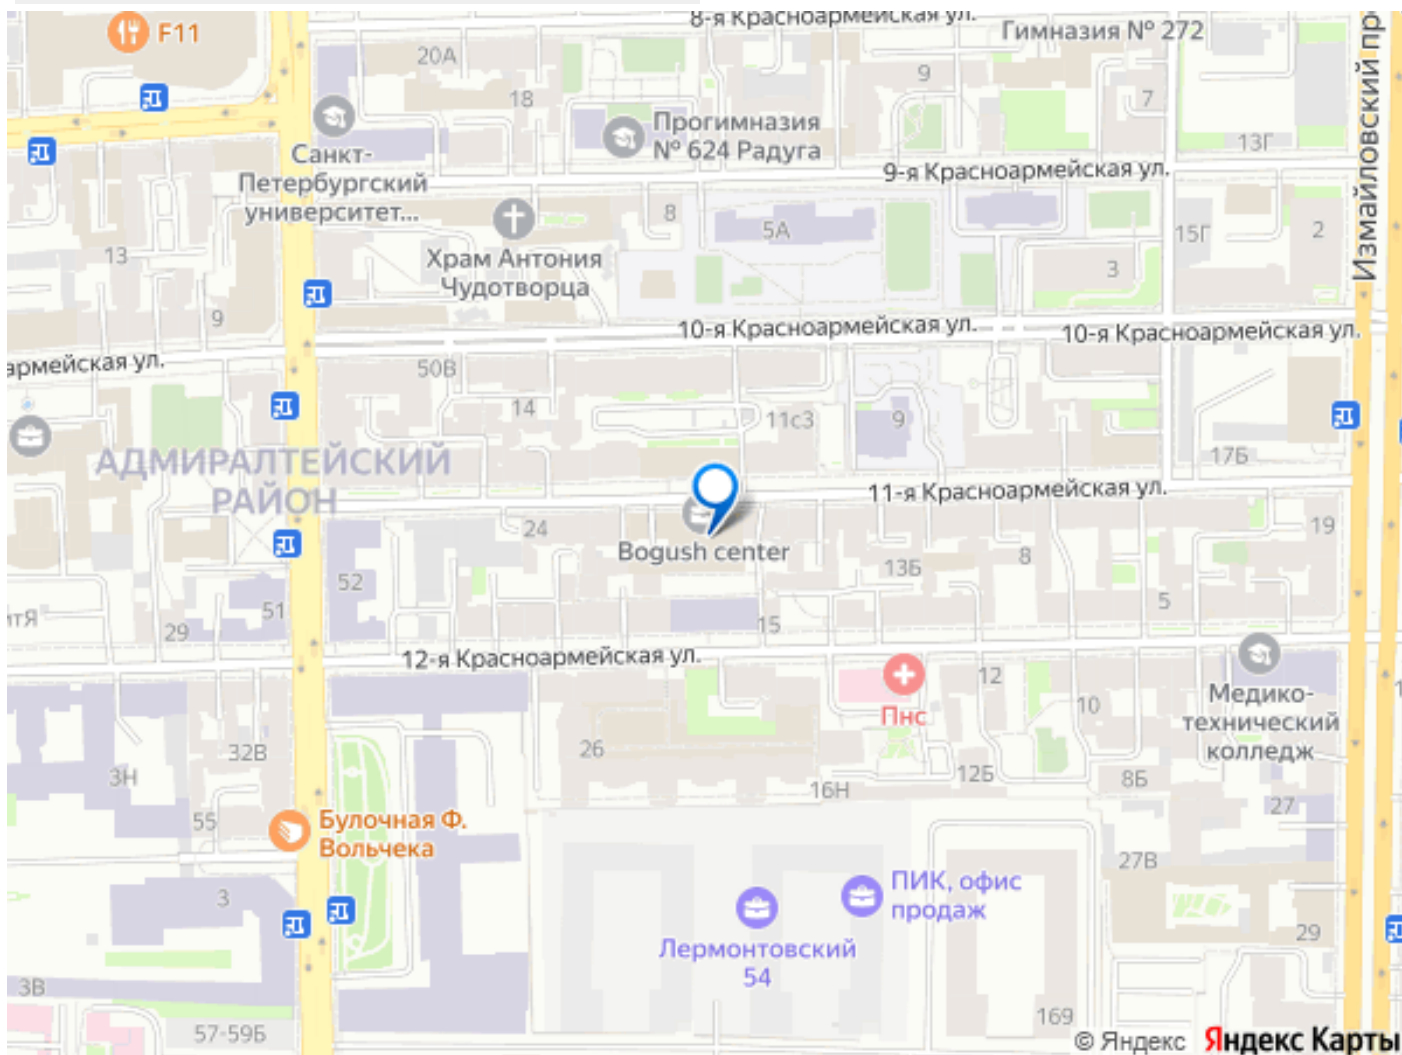 8-я Красноармейская ул.
F11
Гимназия № 272
20А
9
18
7
Измайловский пр
Прогимназия
№ 624 Радуга
13Г
Санкт-
Петербургский
университет...
9-я Красноармейская ул.
8
5А
15Г
2
13
Храм Антония
Чудотворца
3
9
10-я Красноармейская ул.
10-я Красноармейская ул.
армейская ул.
50В
14
11с3
9
АДМИРАЛТЕЙСКИЙ
РАЙОН
17Б
11-я Красноармейская ул.
24
19
Bogush center
8
13Б
52
51
5
итЯ
29
15
12-я Красноармейская ул.
12
Медико-
технический
колледж
10
Пнс
26
32В
3Н
12Б
8Б
16Н
27
55
Булочная Ф.
Вольчека
27В
3
ПИК, офис
продаж
Лермонтовский
54
29
3В
169
57-59Б
© Яндекс Яндекс Карты